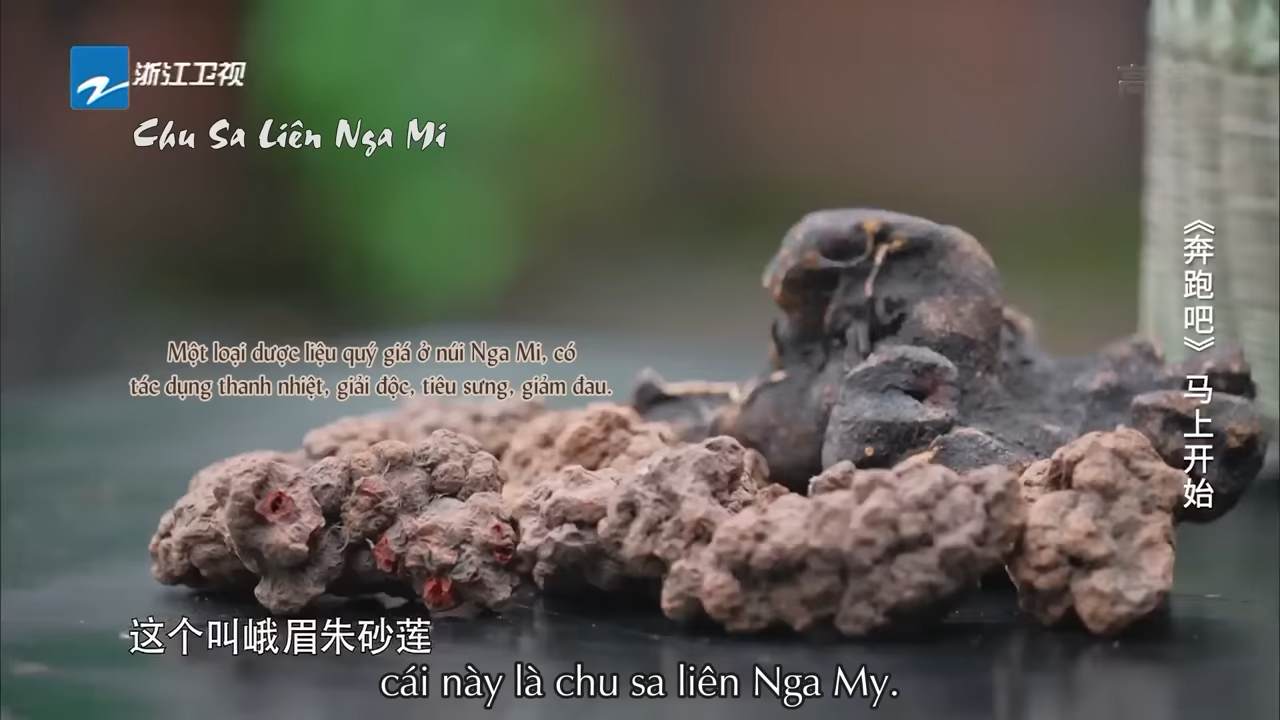 浙江卫视
Chu Sa Liên Nga Mi
Một loại dược liệu quý giá ở núi Nga Mi, có
tác dụng thanh nhiệt, giải độc, tiêu sưng, giảm đau.
《奔跑吧》马上开始
这个叫峨眉朱砂莲
cái này là chu sa liên Nga My.